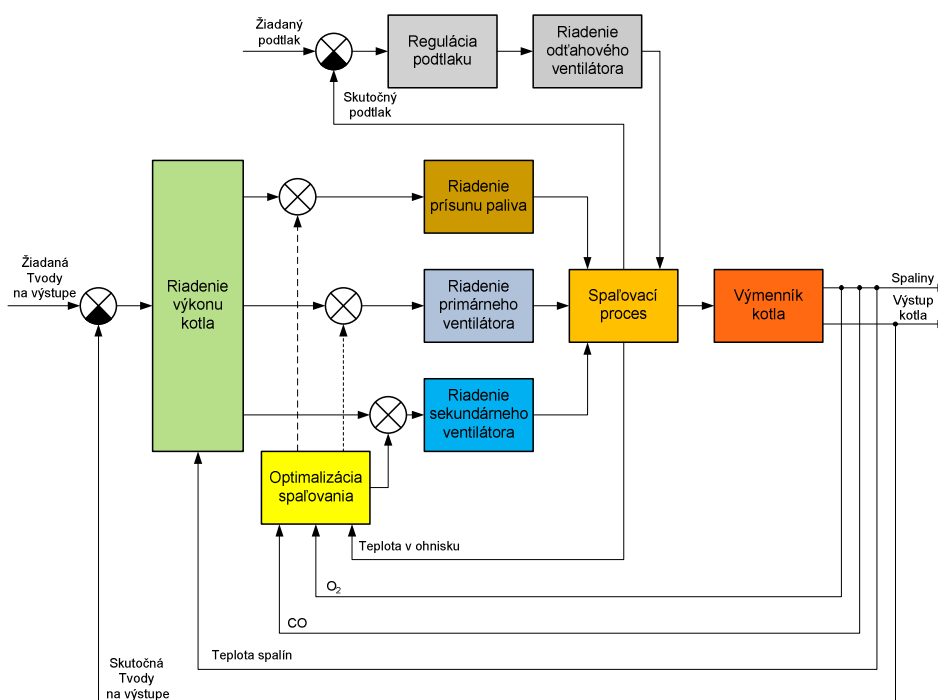 Žiadaný
podtlak
Regulácia
podtlaku
Riadenie
odťahového
ventilátora
Skutočný
podtlak
Riadenie
prísunu paliva
Žiadaná
Tvody
na výstupe
Riadenie
výkonu
kotla
Riadenie
primárneho
ventilátora
Spaľovací
proces
Výmenník
kotla
Spaliny
Výstup
kotla
Riadenie
sekundárneho
ventilátora
Optimalizácia
spaľovania
Teplota v ohnisku
O₂
CO
Teplota spalín
Skutočná
Tvody
na výstupe